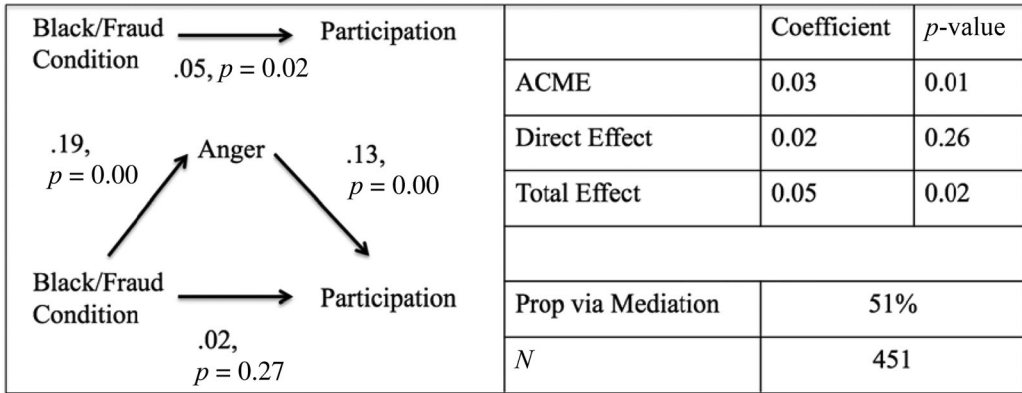 Black/Fraud
Condition
Participation
.05, p = 0.02
.19,
p = 0.00
Anger
.13,
p = 0.00
Black/Fraud
Condition
Participation
.02,
p = 0.27
Coefficient p-value
ACME 0.03 0.01
Direct Effect 0.02 0.26
Total Effect 0.05 0.02
Prop via Mediation 51%
N 451